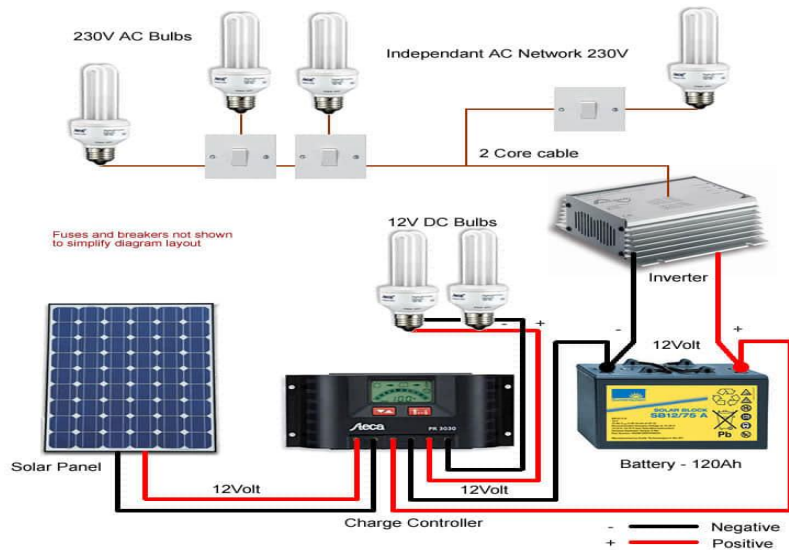 230V AC Bulbs
Independant AC Network 230V
2 Core cable
Fuses and breakers not shown
to simplify diagram layout
12V DC Bulbs
Inverter
- +
- +
12Volt
SOLAR BLOCK
SB12/75 A
Pb
Steca
PR 3030
Solar Panel
Battery - 120Ah
12Volt
12Volt
Charge Controller
- Negative
+ Positive